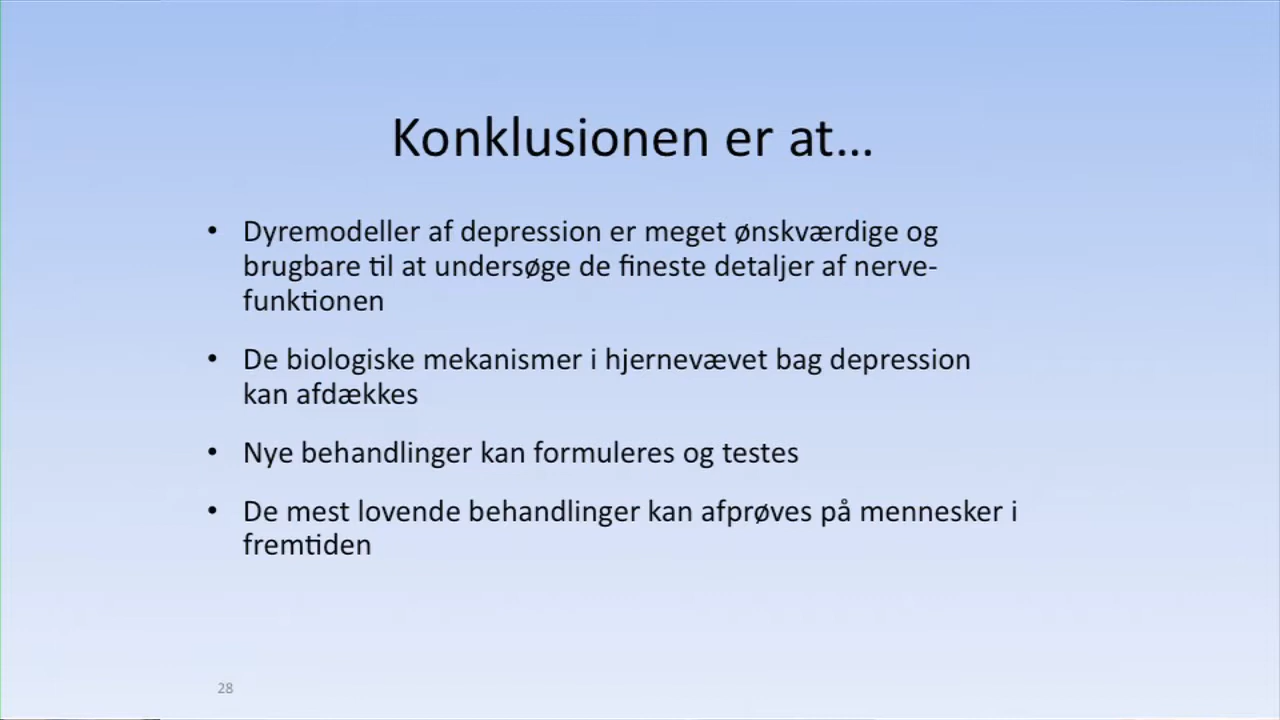 Konklusionen er at...
• Dyremodeller af depression er meget ønskværdige og
brugbare til at undersøge de fineste detaljer af nerve-
funktionen
• De biologiske mekanismer i hjernevævet bag depression
kan afdækkes
• Nye behandlinger kan formuleres og testes
• De mest lovende behandlinger kan afprøves på mennesker i
fremtiden
28